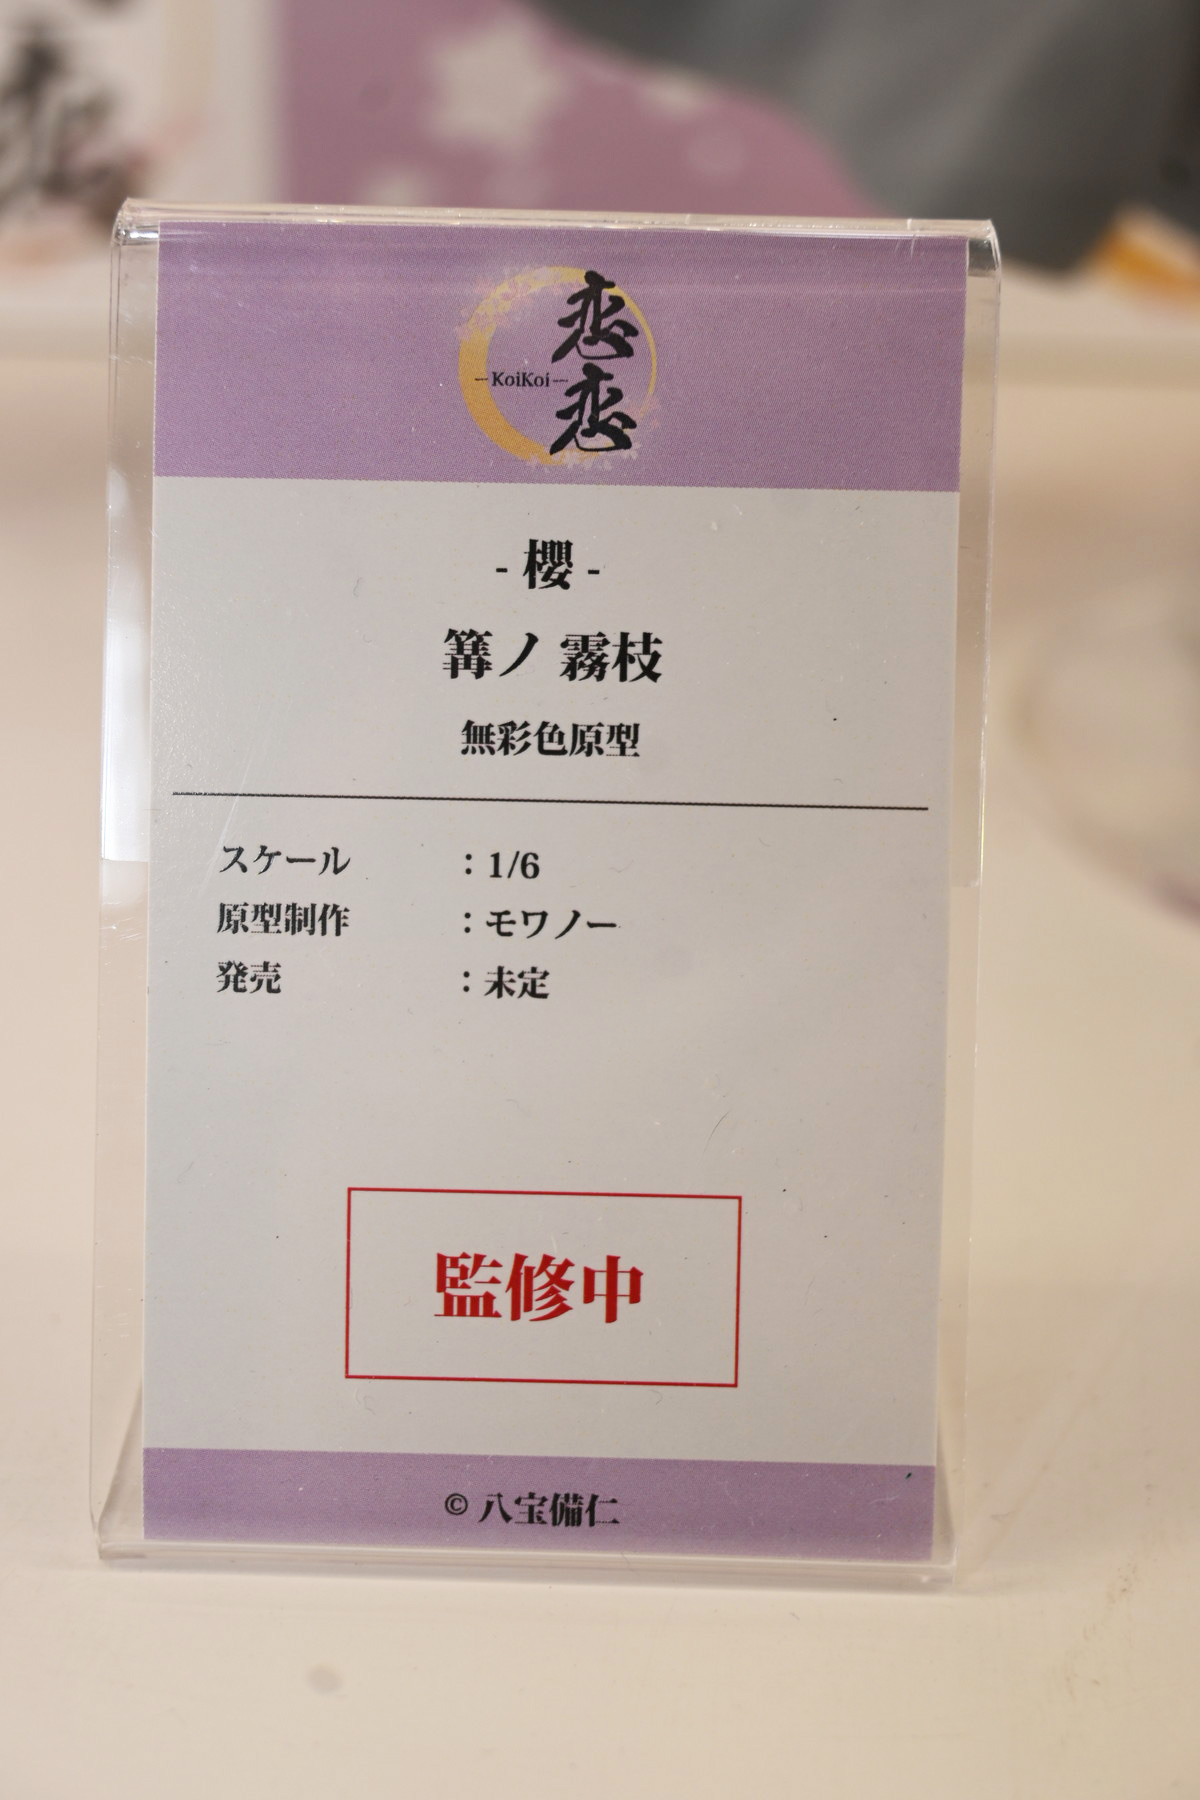 恋恋
-KoiKoi-
- 櫻 -
篝ノ霧枝
無彩色原型
スケール ：1/6
原型制作 ：モワノー
発売 ：未定
監修中
© 八宝備仁